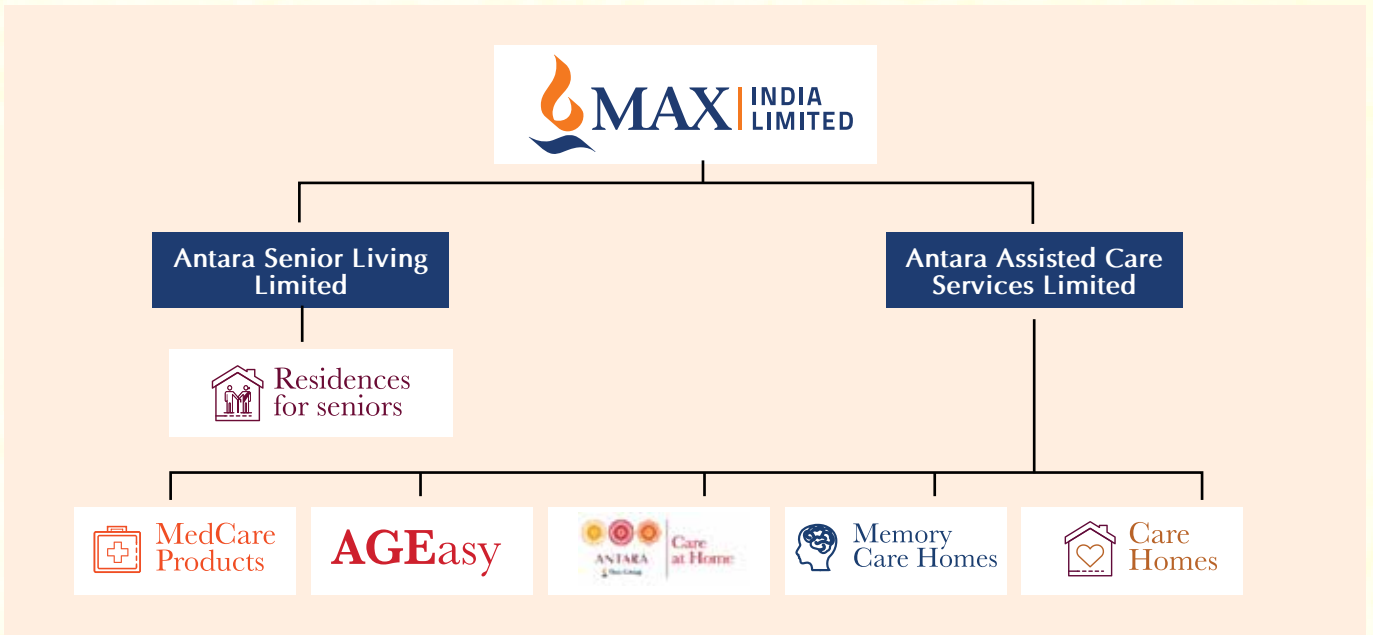 MAX
INDIA
LIMITED
Antara Senior Living
Limited
Antara Assisted Care
Services Limited
Residences
for seniors
MedCare
Products
AGEasy
ANTARA
Care
at Home
Memory
Care Homes
Care
Homes